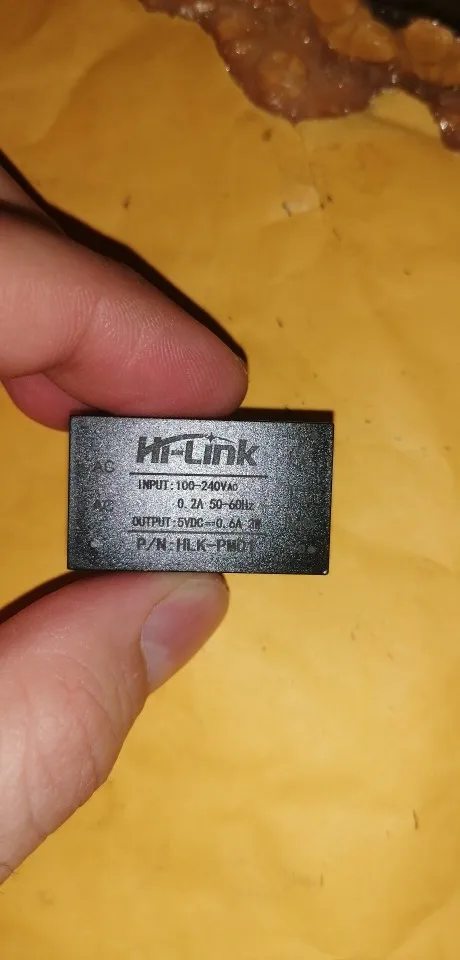 Hi-Link
AC
INPUT:100-240VAC
0.2A 50-60Hz
AC
OUTPUT:5VDC⎓0.6A 3W
P/N:HLK-PM01